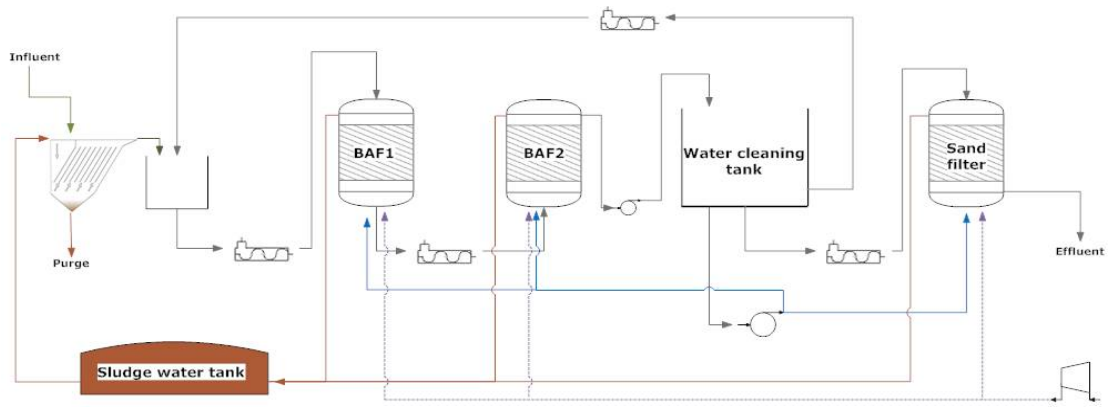 Influent
BAF1
BAF2
Water cleaning
tank
Sand
filter
Purge
Effluent
Sludge water tank